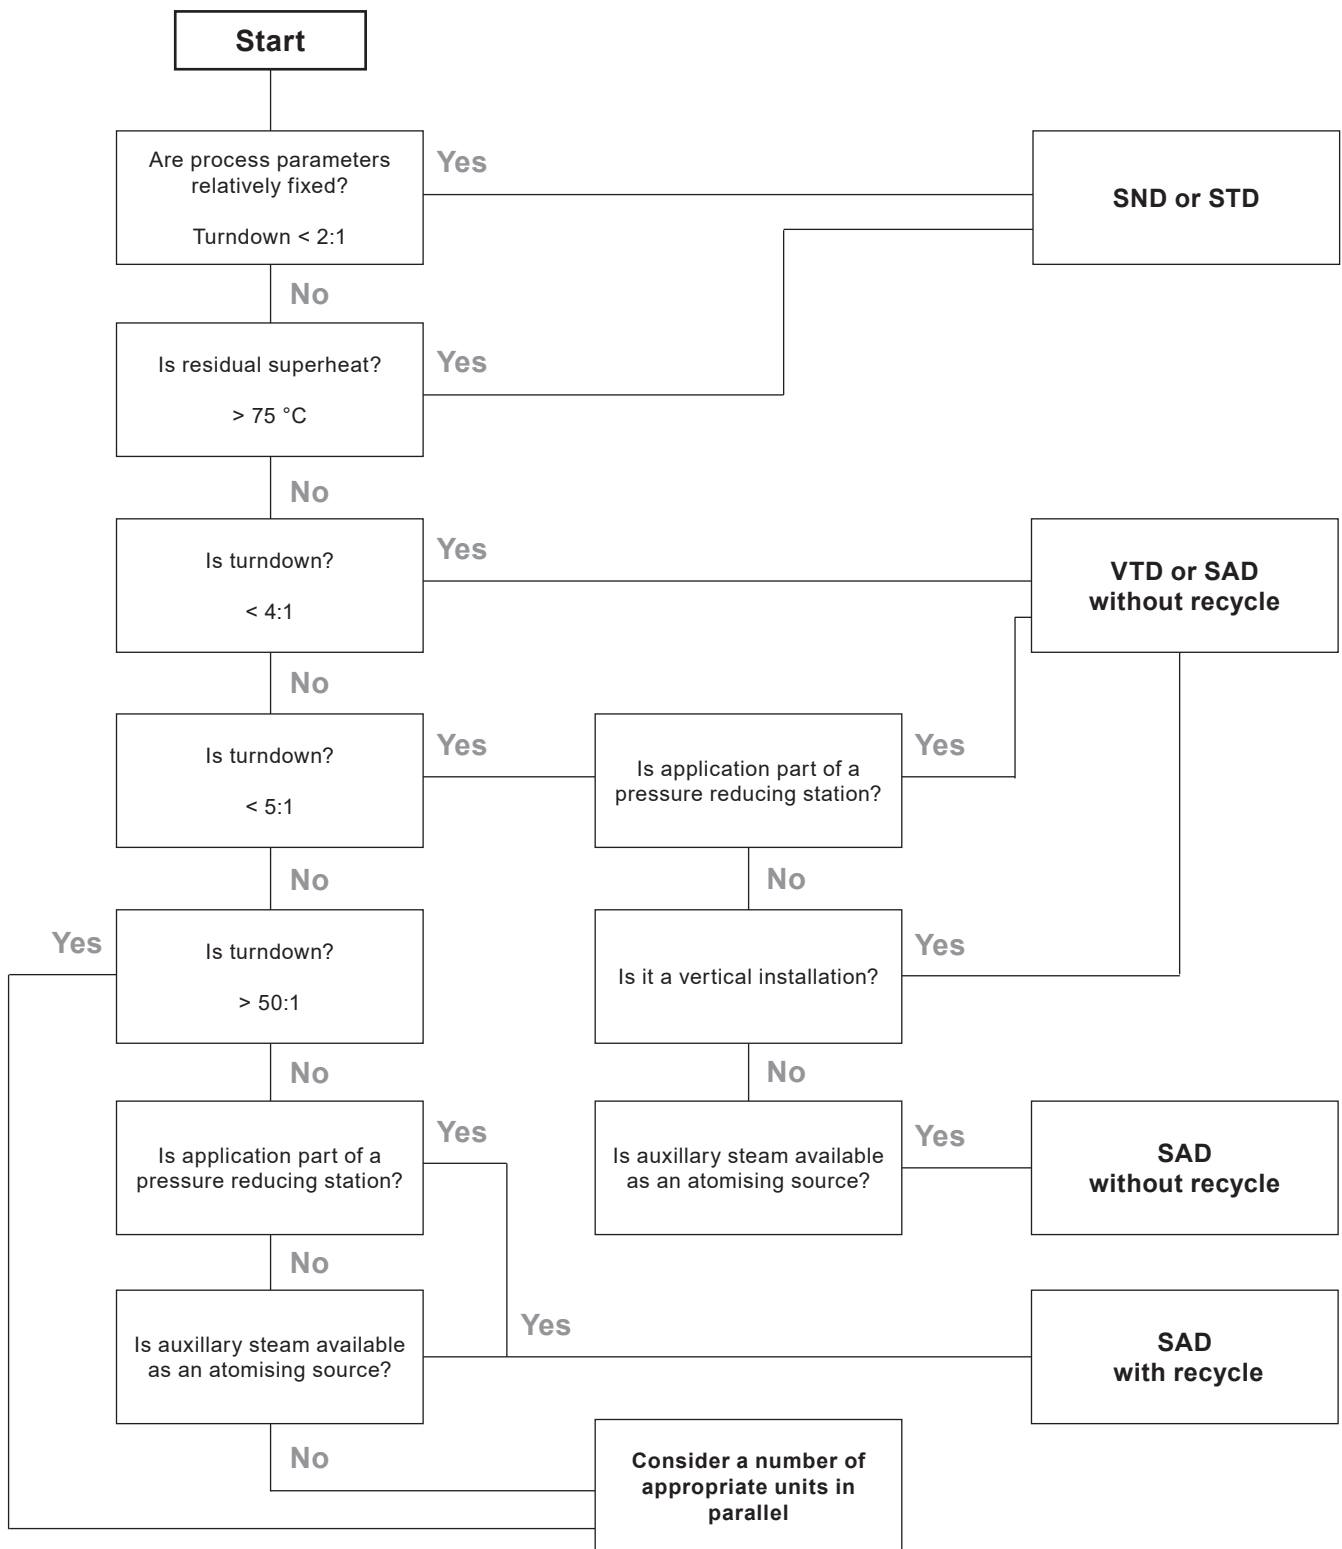 Start
Are process parameters
relatively fixed?
Turndown < 2:1
Yes
SND or STD
No
Is residual superheat?
> 75 °C
Yes
No
Is turndown?
< 4:1
Yes
VTD or SAD
without recycle
No
Is turndown?
< 5:1
Yes
Is application part of a
pressure reducing station?
Yes
No
No
Yes
Is turndown?
> 50:1
Is it a vertical installation?
Yes
No
No
Is application part of a
pressure reducing station?
Yes
Is auxillary steam available
as an atomising source?
Yes
SAD
without recycle
No
Is auxillary steam available
as an atomising source?
Yes
SAD
with recycle
No
Consider a number of
appropriate units in
parallel